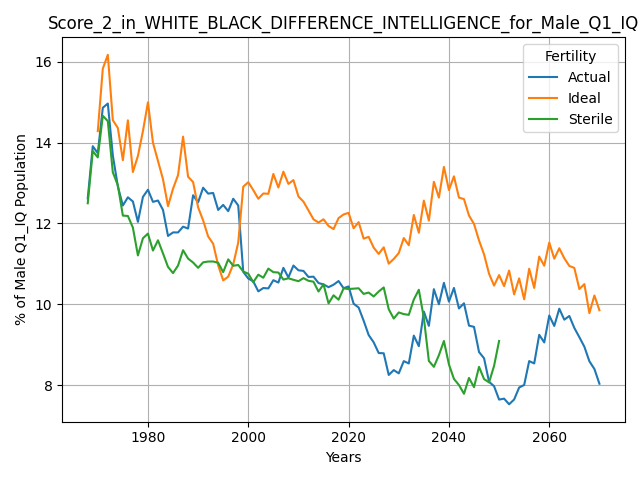 Score_2_in_WHITE_BLACK_DIFFERENCE_INTELLIGENCE_for_Male_Q1_IQ
Fertility
Actual
Ideal
Sterile
% of Male Q1_IQ Population
16
14
12
10
8
1980
2000
2020
2040
2060
Years